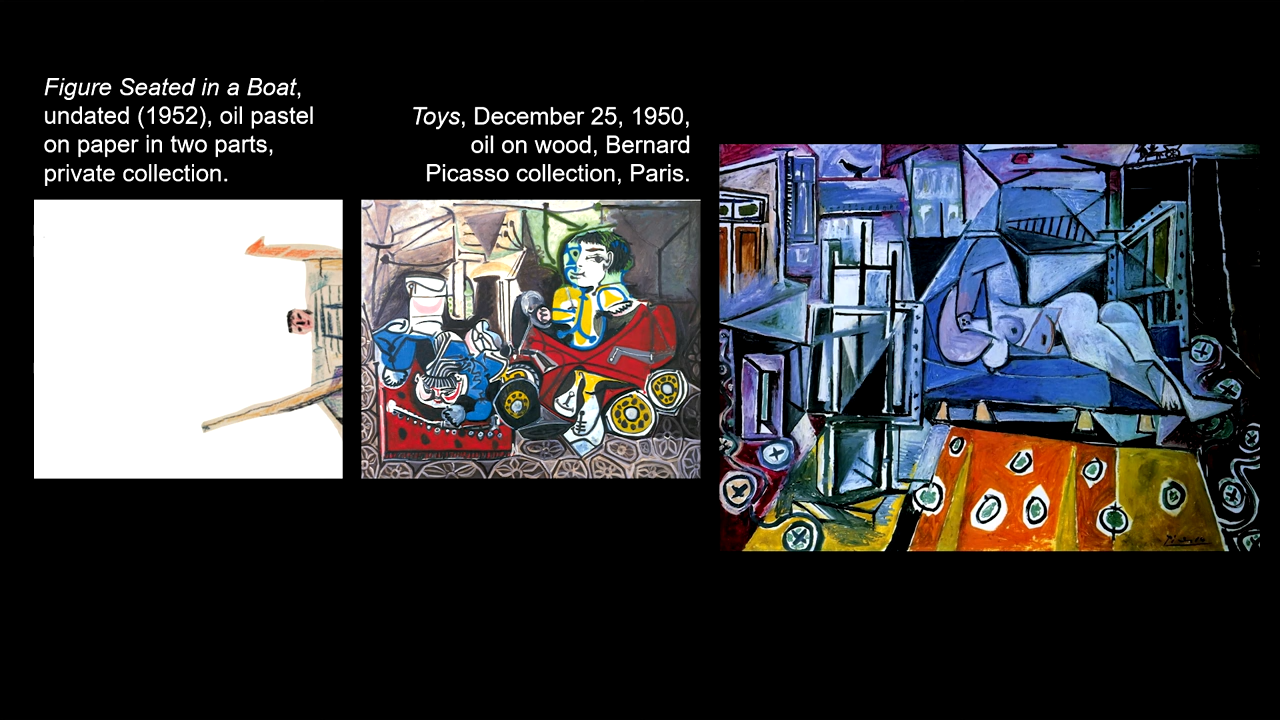 Figure Seated in a Boat,
undated (1952), oil pastel
on paper in two parts,
private collection.
Toys, December 25, 1950,
oil on wood, Bernard
Picasso collection, Paris.
Picasso